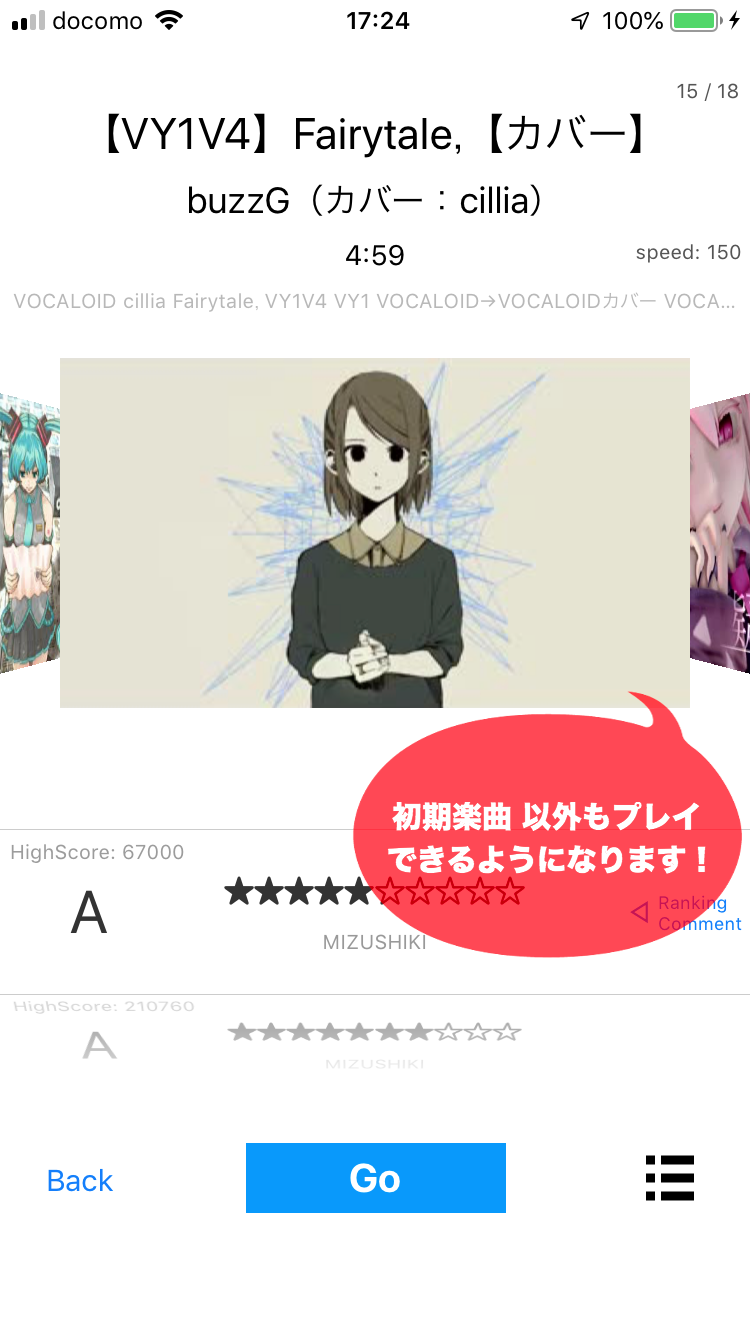 docomo 17:24 100%
15 / 18
【VY1V4】Fairytale,【カバー】
buzzG（カバー：cillia）
4:59
speed: 150
VOCALOID cillia Fairytale, VY1V4 VY1 VOCALOID→VOCALOIDカバー VOCA...
初期楽曲 以外もプレイ
できるようになります！
HighScore: 67000
A
★★★★★☆☆☆☆☆
MIZUSHIKI
Ranking
Comment
HighScore: 210760
A
★★★★★★★☆☆☆
MIZUSHIKI
Back
Go